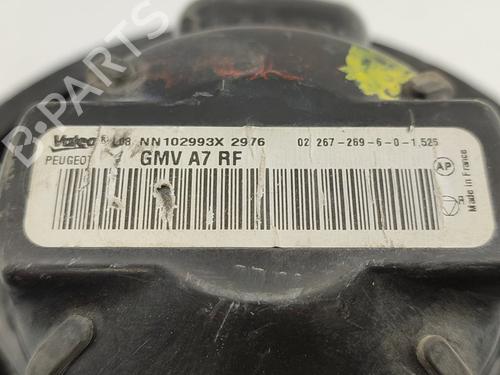 Valeo ® L08 NN102993X 2976 02 267-269-6-0-1.525
PEUGEOT GMV A7 RF
AP
Made in France
B-PARTS